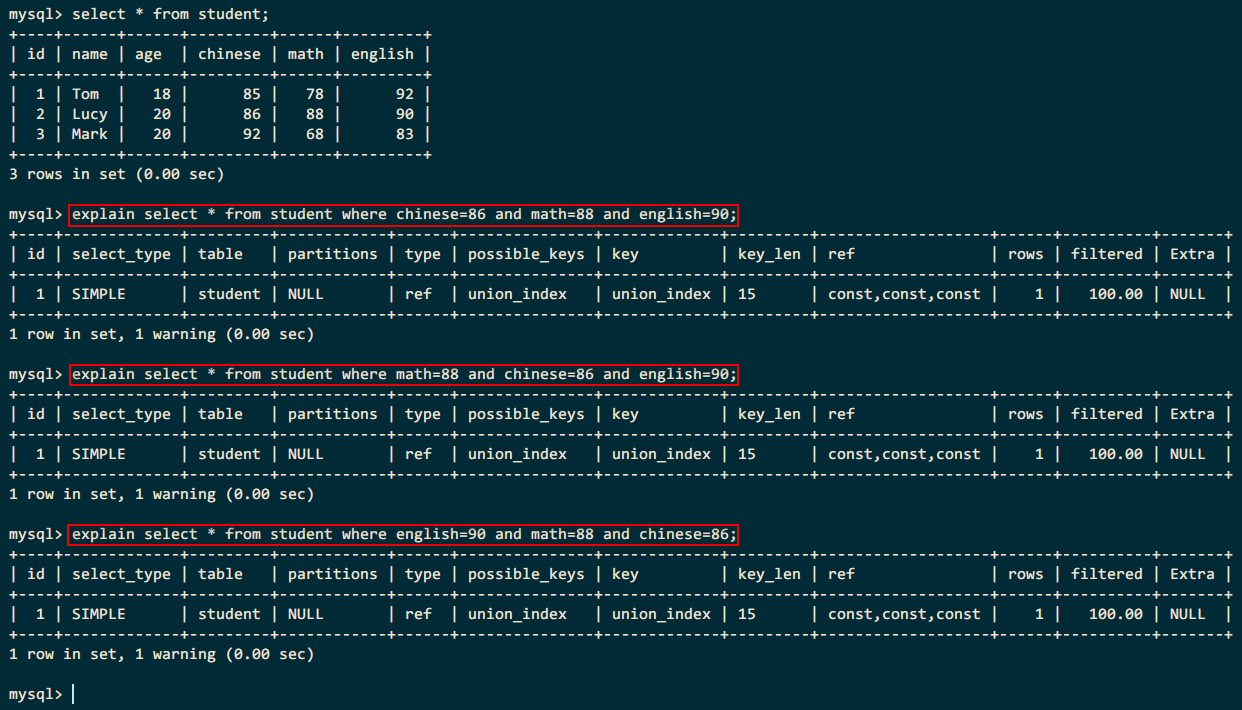 mysql> select * from student;
+----+------+------+---------+------+---------+
| id | name | age  | chinese | math | english |
+----+------+------+---------+------+---------+
|  1 | Tom  |   18 |      85 |   78 |      92 |
|  2 | Lucy |   20 |      86 |   88 |      90 |
|  3 | Mark |   20 |      92 |   68 |      83 |
+----+------+------+---------+------+---------+
3 rows in set (0.00 sec)

mysql> explain select * from student where chinese=86 and math=88 and english=90;
+----+-------------+---------+------------+------+---------------+-------------+---------+-------------------+------+----------+-------+
| id | select_type | table   | partitions | type | possible_keys | key         | key_len | ref               | rows | filtered | Extra |
+----+-------------+---------+------------+------+---------------+-------------+---------+-------------------+------+----------+-------+
|  1 | SIMPLE      | student | NULL       | ref  | union_index   | union_index | 15      | const,const,const |    1 |   100.00 | NULL  |
+----+-------------+---------+------------+------+---------------+-------------+---------+-------------------+------+----------+-------+
1 row in set, 1 warning (0.00 sec)

mysql> explain select * from student where math=88 and chinese=86 and english=90;
+----+-------------+---------+------------+------+---------------+-------------+---------+-------------------+------+----------+-------+
| id | select_type | table   | partitions | type | possible_keys | key         | key_len | ref               | rows | filtered | Extra |
+----+-------------+---------+------------+------+---------------+-------------+---------+-------------------+------+----------+-------+
|  1 | SIMPLE      | student | NULL       | ref  | union_index   | union_index | 15      | const,const,const |    1 |   100.00 | NULL  |
+----+-------------+---------+------------+------+---------------+-------------+---------+-------------------+------+----------+-------+
1 row in set, 1 warning (0.00 sec)

mysql> explain select * from student where english=90 and math=88 and chinese=86;
+----+-------------+---------+------------+------+---------------+-------------+---------+-------------------+------+----------+-------+
| id | select_type | table   | partitions | type | possible_keys | key         | key_len | ref               | rows | filtered | Extra |
+----+-------------+---------+------------+------+---------------+-------------+---------+-------------------+------+----------+-------+
|  1 | SIMPLE      | student | NULL       | ref  | union_index   | union_index | 15      | const,const,const |    1 |   100.00 | NULL  |
+----+-------------+---------+------------+------+---------------+-------------+---------+-------------------+------+----------+-------+
1 row in set, 1 warning (0.00 sec)

mysql>